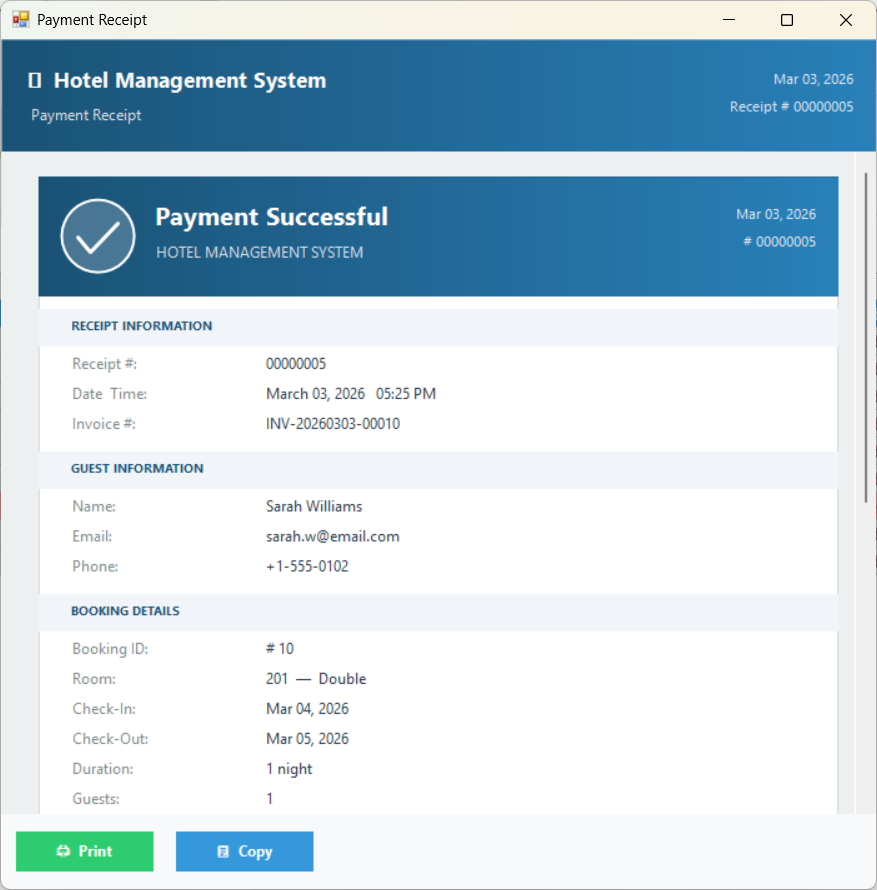 Payment Receipt
Hotel Management System
Payment Receipt
Mar 03, 2026
Receipt # 00000005
Payment Successful
HOTEL MANAGEMENT SYSTEM
Mar 03, 2026
# 00000005
RECEIPT INFORMATION
Receipt #: 00000005
Date Time: March 03, 2026 05:25 PM
Invoice #: INV-20260303-00010
GUEST INFORMATION
Name: Sarah Williams
Email: sarah.w@email.com
Phone: +1-555-0102
BOOKING DETAILS
Booking ID: # 10
Room: 201 — Double
Check-In: Mar 04, 2026
Check-Out: Mar 05, 2026
Duration: 1 night
Guests: 1
Print
Copy